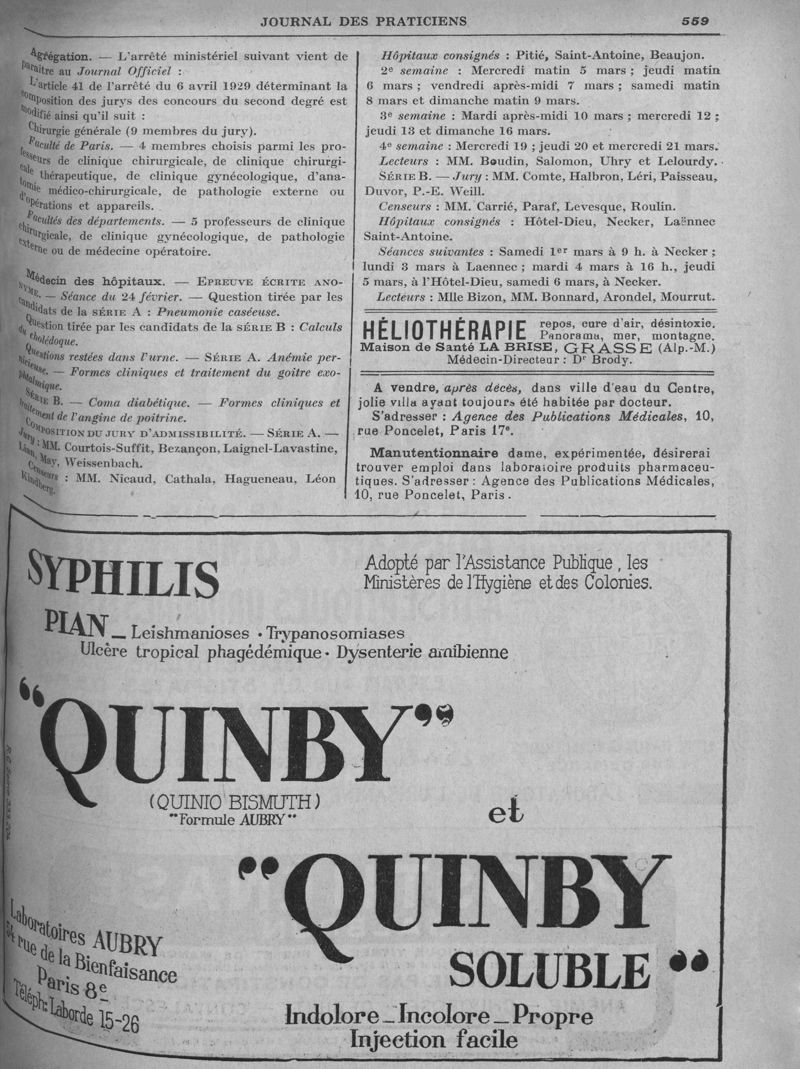 JOURNAL DES PRATICIENS 559
Agrégation. — L'arrêté ministériel suivant vient de
paraître au Journal Officiel :
L'article 41 de l'arrêté du 6 avril 1929 déterminant la
composition des jurys des concours du second degré est
modifié ainsi qu'il suit :
Chirurgie générale (9 membres du jury).
Faculté de Paris. — 4 membres choisis parmi les pro-
fesseurs de clinique chirurgicale, de clinique chirurgi-
cale thérapeutique, de clinique gynécologique, d'ana-
tomie médico-chirurgicale, de pathologie externe ou
d'opérations et appareils.
Facultés des départements. — 5 professeurs de clinique
chirurgicale, de clinique gynécologique, de pathologie
externe ou de médecine opératoire.
Médecin des hôpitaux. — EPREUVE ÉCRITE ANO-
NYME. — Séance du 24 février. — Question tirée par les
candidats de la SÉRIE A : Pneumonie caséeuse.
Question tirée par les candidats de la SÉRIE B : Calculs
du cholédoque.
Questions restées dans l'urne. — SÉRIE A. Anémie per-
nicieuse. — Formes cliniques et traitement du goitre exo-
phtalmique.
SÉRIE B. — Coma diabétique. — Formes cliniques et
traitement de l'angine de poitrine.
COMPOSITION DU JURY D'ADMISSIBILITÉ. — SÉRIE A. —
Jury : MM. Courtois-Suffit, Bezançon, Laignel-Lavastine,
Léon, May, Weissenbach.
Censeurs : MM. Nicaud, Cathala, Hagueneau, Léon
Kindberg.
Hôpitaux consignés : Pitié, Saint-Antoine, Beaujon.
2e semaine : Mercredi matin 5 mars ; jeudi matin
6 mars ; vendredi après-midi 7 mars ; samedi matin
8 mars et dimanche matin 9 mars.
3e semaine : Mardi après-midi 10 mars ; mercredi 12 ;
jeudi 13 et dimanche 16 mars.
4e semaine : Mercredi 19 ; jeudi 20 et mercredi 21 mars.
Lecteurs : MM. Boudin, Salomon, Uhry et Lelourdy.
SÉRIE B. — Jury : MM. Comte, Halbron, Léri, Paisseau,
Duvor, P.-E. Weill.
Censeurs : MM. Carrié, Paraf, Levesque, Roulin.
Hôpitaux consignés : Hôtel-Dieu, Necker, Laënnec
Saint-Antoine.
Séances suivantes : Samedi 1er mars à 9 h. à Necker ;
lundi 3 mars à Laennec ; mardi 4 mars à 16 h., jeudi
5 mars, à l'Hôtel-Dieu, samedi 6 mars, à Necker.
Lecteurs : Mlle Bizon, MM. Bonnard, Arondel, Mourrut.
HÉLIOTHÉRAPIE repos, cure d'air, désintoxic.
Panorama, mer, montagne.
Maison de Santé LA BRISE, GRASSE (Alp.-M.)
Médecin-Directeur : Dr Brody.
A vendre, après décès, dans ville d'eau du Centre,
jolie villa ayant toujours été habitée par docteur.
S'adresser : Agence des Publications Médicales, 10,
rue Poncelet, Paris 17e.
Manutentionnaire dame, expérimentée, désirerai
trouver emploi dans laboratoire produits pharmaceu-
tiques. S'adresser : Agence des Publications Médicales,
10, rue Poncelet, Paris.
SYPHILIS
Adopté par l'Assistance Publique, les
Ministères de l'Hygiène et des Colonies.
PIAN — Leishmanioses • Trypanosomiases
Ulcère tropical phagédémique • Dysenterie amibienne
"QUINBY"
(QUINIO BISMUTH)
"Formule AUBRY"
et
"QUINBY
SOLUBLE"
Laboratoires AUBRY
54 rue de la Bienfaisance
Paris 8e
Téléph: Laborde 15-26
Indolore — Incolore — Propre
Injection facile